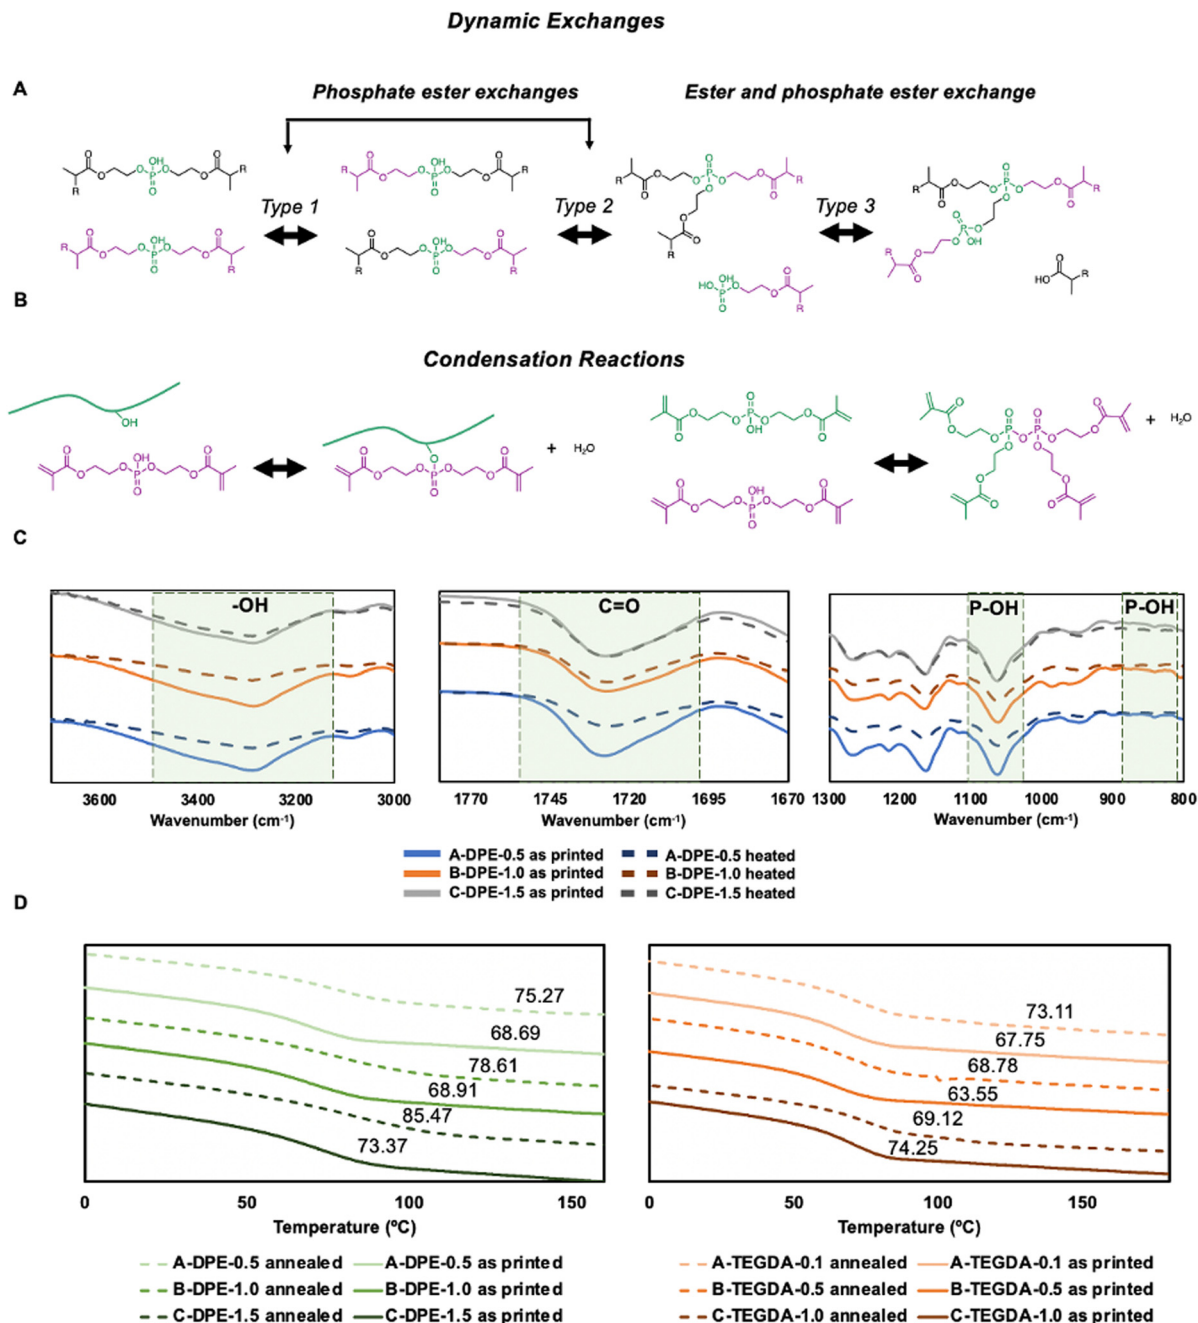 Dynamic Exchanges
A
Phosphate ester exchanges
Ester and phosphate ester exchange
Type 1
Type 2
Type 3
B
Condensation Reactions
OH
+ H₂O
+ H₂O
C
-OH
C=O
P-OH
P-OH
3600 3400 3200 3000
1770 1745 1720 1695 1670
1300 1200 1100 1000 900 800
Wavenumber (cm⁻¹)
Wavenumber (cm⁻¹)
Wavenumber (cm⁻¹)
A-DPE-0.5 as printed
A-DPE-0.5 heated
B-DPE-1.0 as printed
B-DPE-1.0 heated
C-DPE-1.5 as printed
C-DPE-1.5 heated
D
75.27
68.69
78.61
68.91
85.47
73.37
0 50 100 150
Temperature (ºC)
73.11
67.75
68.78
63.55
69.12
74.25
0 50 100 150
Temperature (ºC)
A-DPE-0.5 annealed
A-DPE-0.5 as printed
B-DPE-1.0 annealed
B-DPE-1.0 as printed
C-DPE-1.5 annealed
C-DPE-1.5 as printed
A-TEGDA-0.1 annealed
A-TEGDA-0.1 as printed
B-TEGDA-0.5 annealed
B-TEGDA-0.5 as printed
C-TEGDA-1.0 annealed
C-TEGDA-1.0 as printed